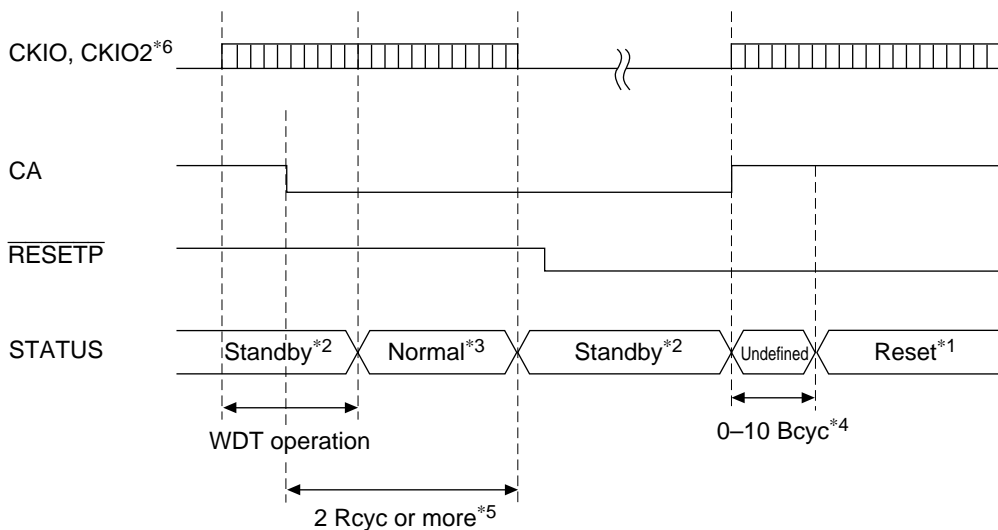 CKIO, CKIO2*6
CA
RESETP
STATUS
Standby*2
Normal*3
Standby*2
Undefined
Reset*1
WDT operation
0–10 Bcyc*4
2 Rcyc or more*5